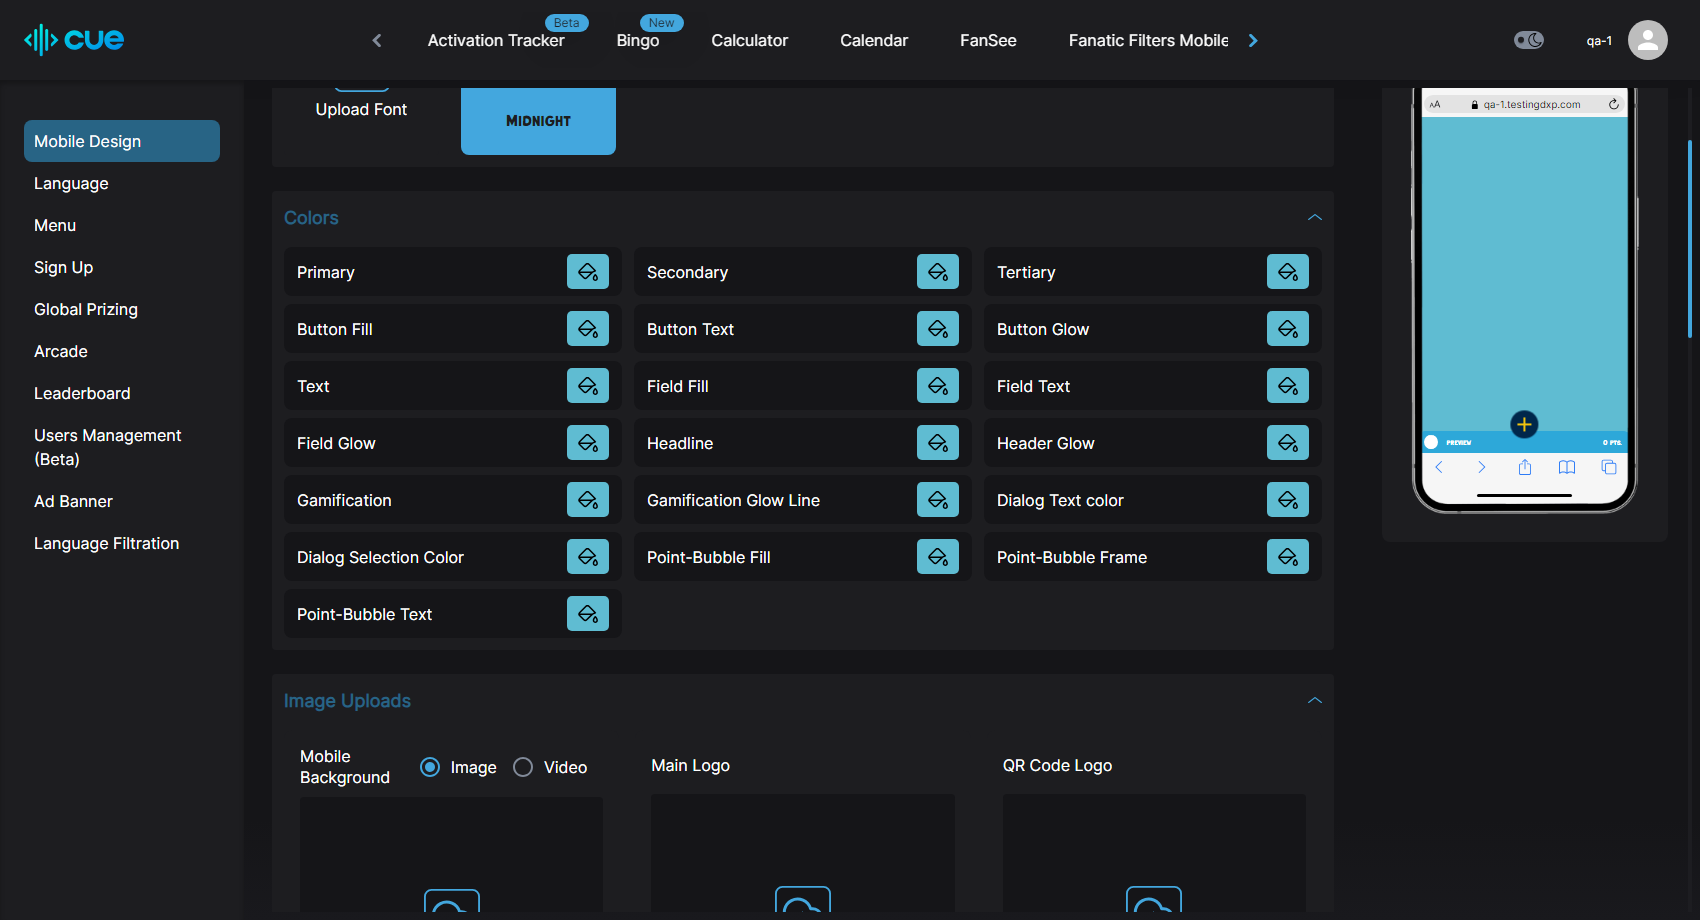 cue
Activation Tracker
Beta
Bingo
New
Calculator
Calendar
FanSee
Fanatic Filters Mobile
qa-1
Mobile Design
Language
Menu
Sign Up
Global Prizing
Arcade
Leaderboard
Users Management
(Beta)
Ad Banner
Language Filtration
Upload Font
MIDNIGHT
Colors
Primary
Secondary
Tertiary
Button Fill
Button Text
Button Glow
Text
Field Fill
Field Text
Field Glow
Headline
Header Glow
Gamification
Gamification Glow Line
Dialog Text color
Dialog Selection Color
Point-Bubble Fill
Point-Bubble Frame
Point-Bubble Text
Image Uploads
Mobile
Background
Image
Video
Main Logo
QR Code Logo
AA
qa-1.testingdxp.com
PREVIEW
0 PTS.